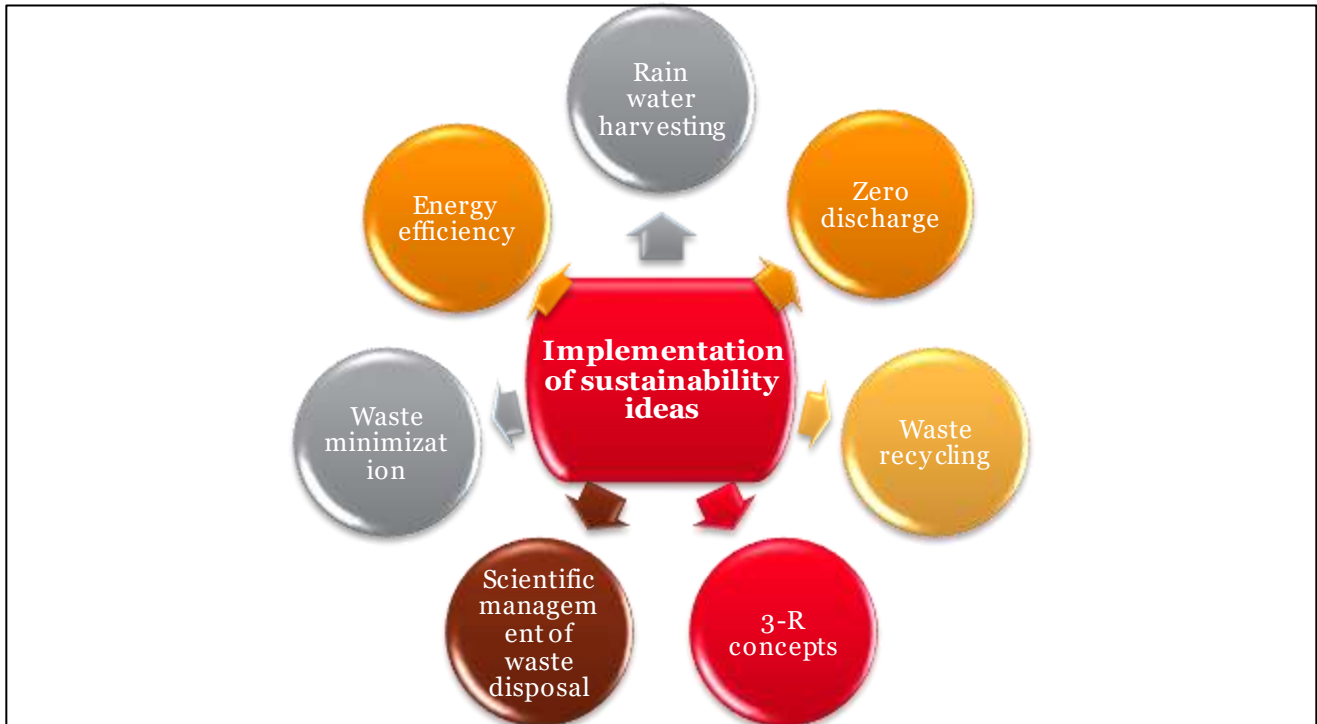 Rain
water
harvesting
Zero
discharge
Waste
recycling
3-R
concepts
Scientific
managem
ent of
waste
disposal
Waste
minimizat
ion
Energy
efficiency
Implementation
of sustainability
ideas